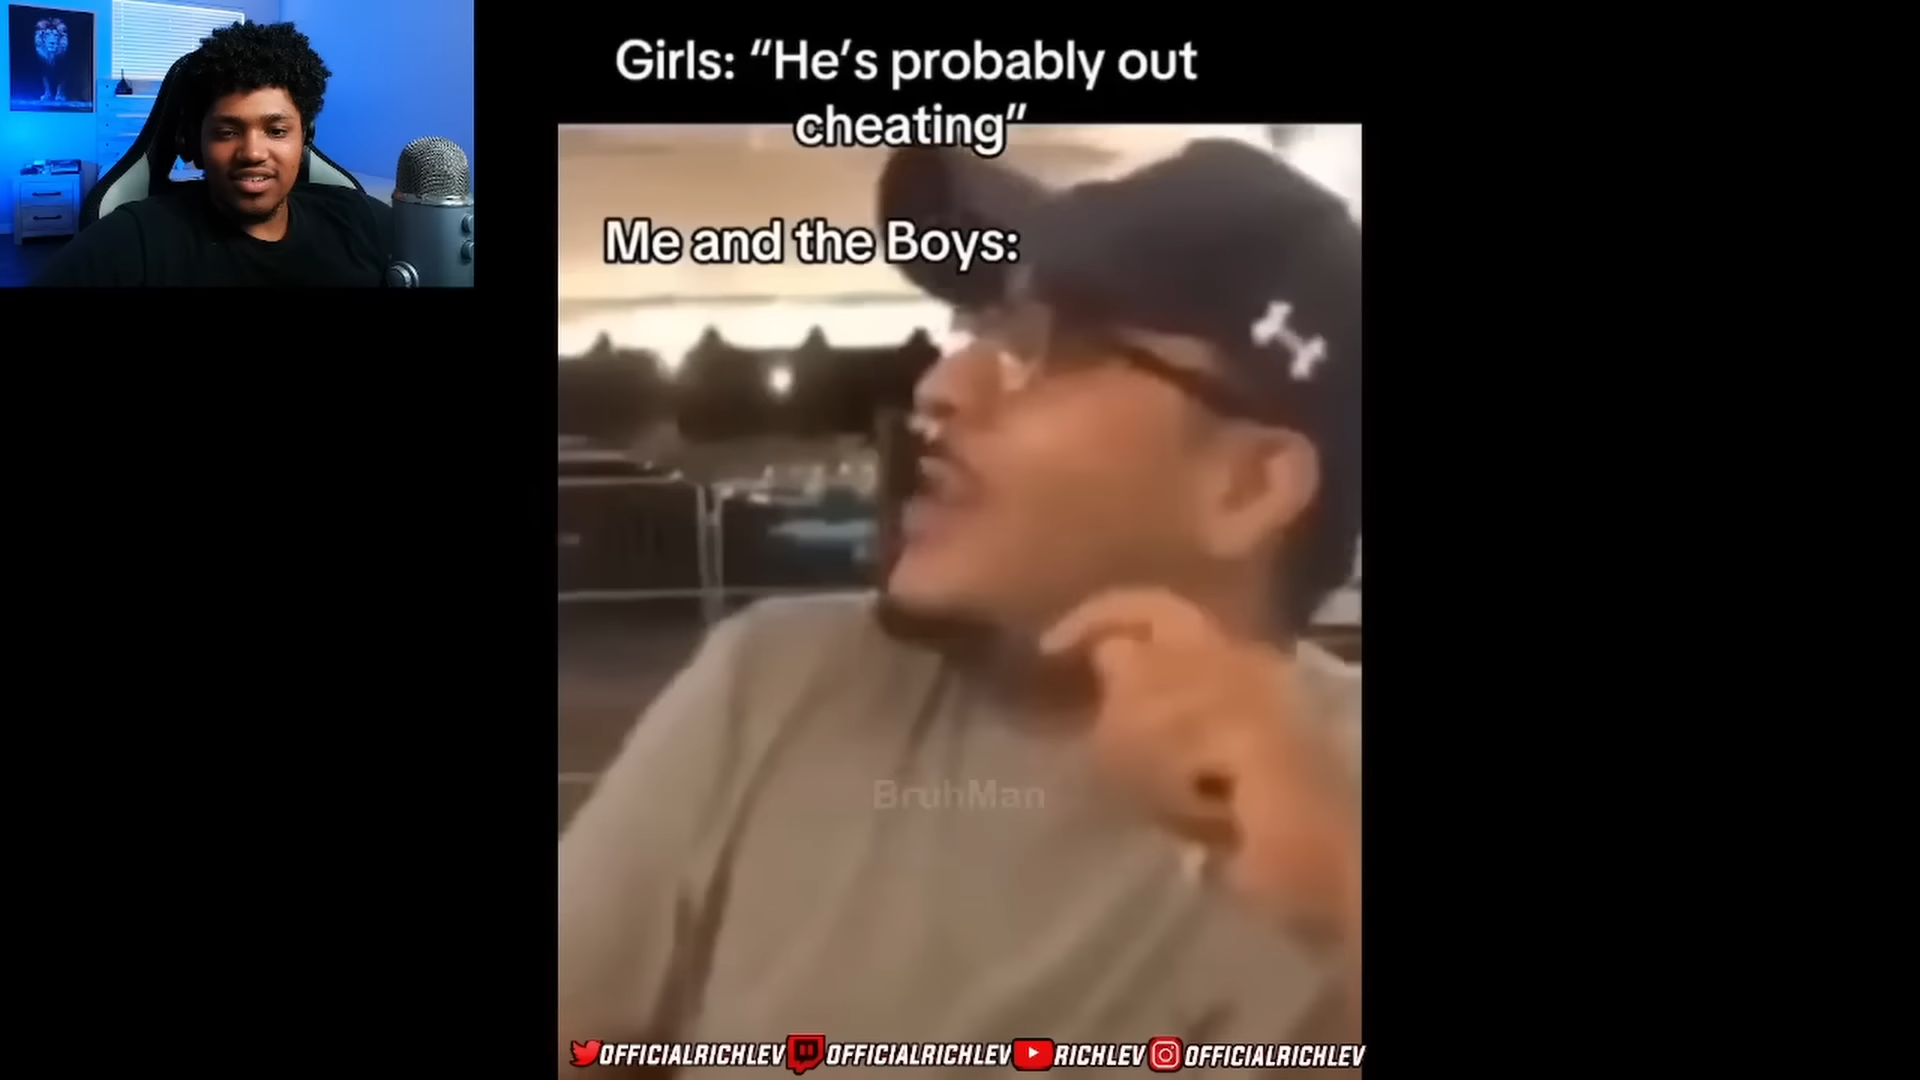 Girls: “He’s probably out
cheating”
Me and the Boys:
BruhMan
OFFICIALRICHLEV OFFICIALRICHLEV RICHLEV OFFICIALRICHLEV